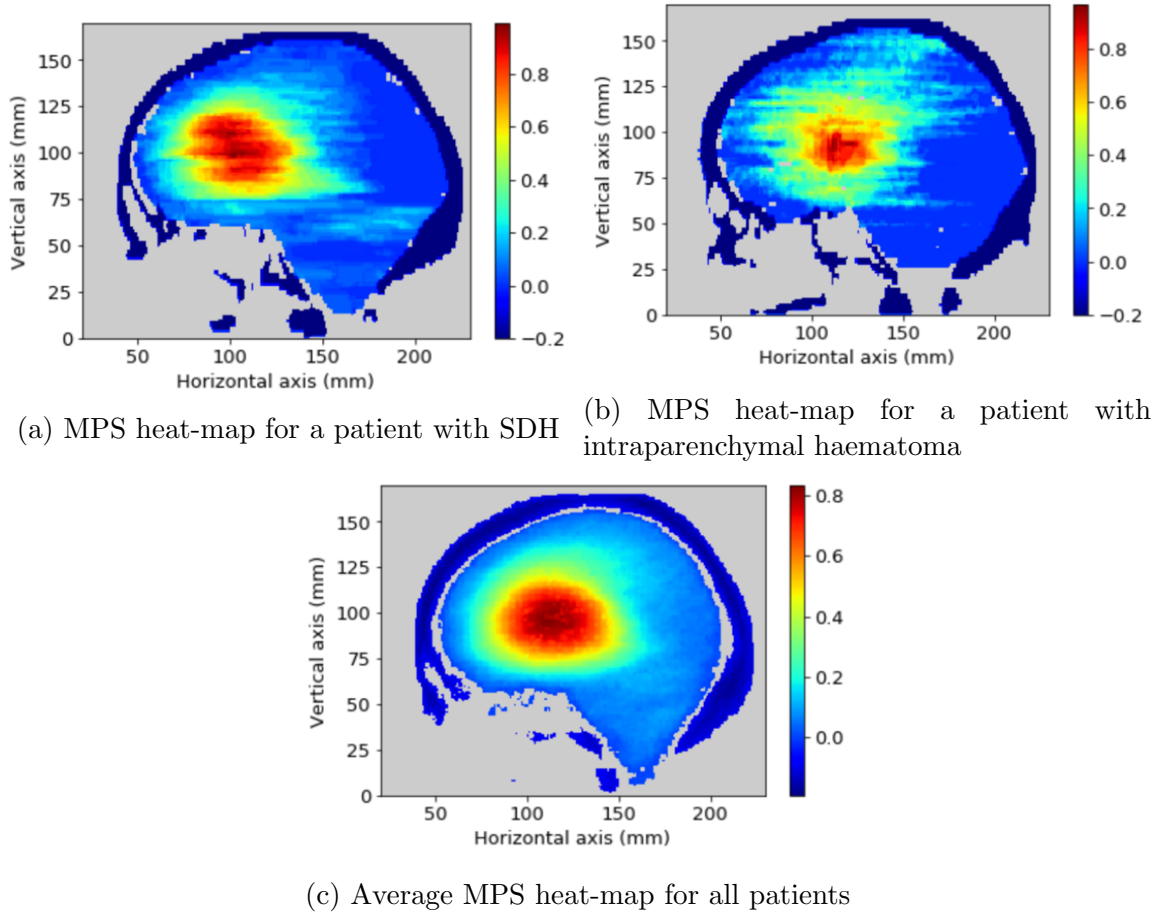 150
125
100
75
50
25
0
Vertical axis (mm)
50 100 150 200
Horizontal axis (mm)
0.8
0.6
0.4
0.2
0.0
−0.2
150
125
100
75
50
25
0
Vertical axis (mm)
50 100 150 200
Horizontal axis (mm)
0.8
0.6
0.4
0.2
0.0
−0.2
(a) MPS heat-map for a patient with SDH
(b) MPS heat-map for a patient with
intraparenchymal haematoma
150
125
100
75
50
25
0
Vertical axis (mm)
50 100 150 200
Horizontal axis (mm)
0.8
0.6
0.4
0.2
0.0
(c) Average MPS heat-map for all patients